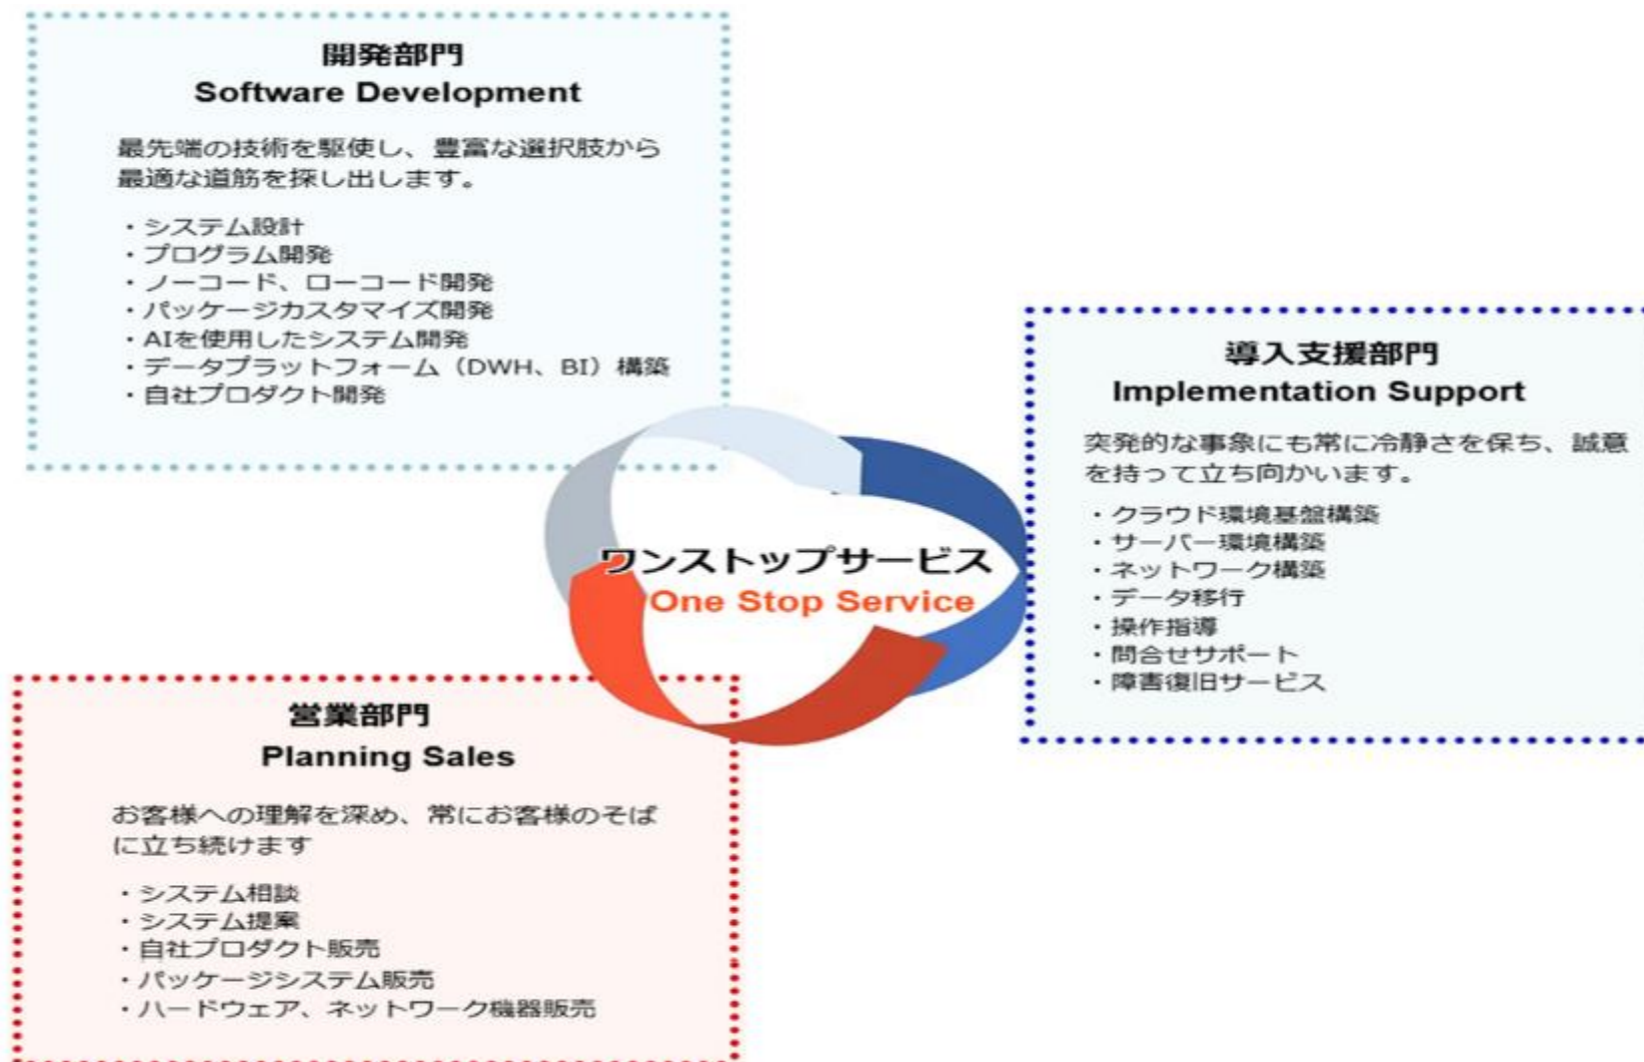 開発部門
Software Development
最先端の技術を駆使し、豊富な選択肢から
最適な道筋を探し出します。
・システム設計
・プログラム開発
・ノーコード、ローコード開発
・パッケージカスタマイズ開発
・AIを使用したシステム開発
・データプラットフォーム（DWH、BI）構築
・自社プロダクト開発
導入支援部門
Implementation Support
突発的な事象にも常に冷静さを保ち、誠意
を持って立ち向かいます。
・クラウド環境基盤構築
・サーバー環境構築
・ネットワーク構築
・データ移行
・操作指導
・問合せサポート
・障害復旧サービス
ワンストップサービス
One Stop Service
営業部門
Planning Sales
お客様への理解を深め、常にお客様のそば
に立ち続けます
・システム相談
・システム提案
・自社プロダクト販売
・パッケージシステム販売
・ハードウェア、ネットワーク機器販売